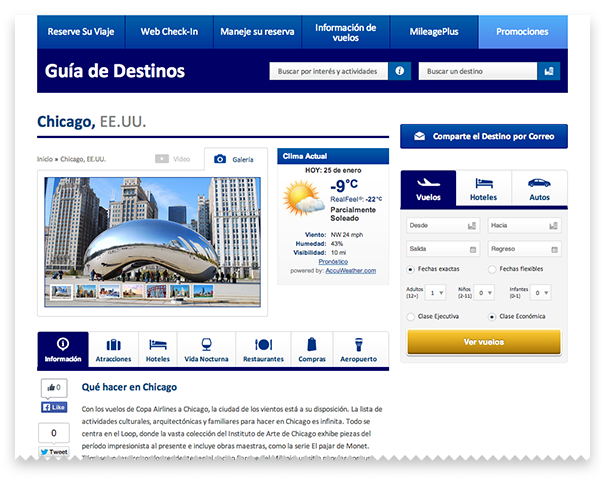 Reserve Su Viaje
Web Check-In
Maneje su reserva
Información de
vuelos
MileagePlus
Promociones
Guía de Destinos
Buscar por interés y actividades
Buscar un destino
Chicago, EE.UU.
Comparte el Destino por Correo
Inicio » Chicago, EE.UU.
Video
Galería
Clima Actual
HOY: 25 de enero
-9°C
RealFeel®: -22°C
Parcialmente
Soleado
Viento: NW 24 mph
Humedad: 43%
Visibilidad: 10 mi
Pronóstico
powered by: AccuWeather.com
Vuelos
Hoteles
Autos
Desde
Hacia
Salida
Regreso
Fechas exactas
Fechas flexibles
Adultos
(12+)
1
Niños
(2-11)
0
Infantes
(0-1)
0
Clase Ejecutiva
Clase Económica
Ver vuelos
Información
Atracciones
Hoteles
Vida Nocturna
Restaurantes
Compras
Aeropuerto
0
Like
0
Tweet
Qué hacer en Chicago
Con los vuelos de Copa Airlines a Chicago, la ciudad de los vientos está a su disposición. La lista de
actividades culturales, arquitectónicas y familiares para hacer en Chicago es infinita. Todo se
centra en el Loop, donde la vasta colección del Instituto de Arte de Chicago exhibe piezas del
período impresionista al presente e incluye obras maestras, como la serie El pajar de Monet.